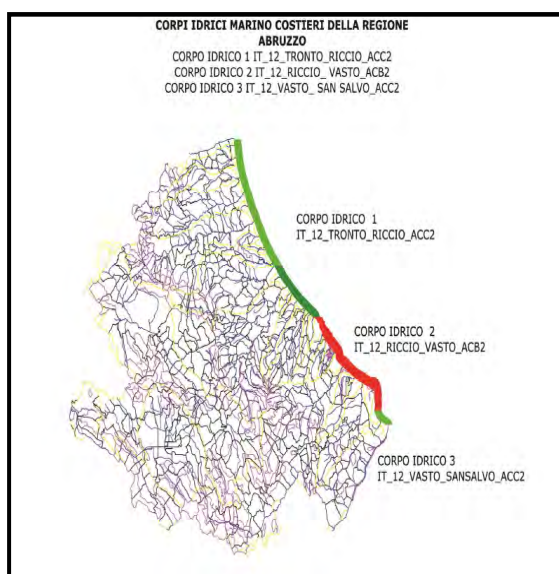 CORPI IDRICI MARINO COSTIERI DELLA REGIONE
ABRUZZO
CORPO IDRICO 1 IT_12_TRONTO_RICCIO_ACC2
CORPO IDRICO 2 IT_12_RICCIO_ VASTO_ACB2
CORPO IDRICO 3 IT_12_VASTO_ SAN SALVO_ACC2
CORPO IDRICO 1
IT_12_TRONTO_RICCIO_ACC2
CORPO IDRICO 2
IT_12_RICCIO_VASTO_ACB2
CORPO IDRICO 3
IT_12_VASTO_SANSALVO_ACC2